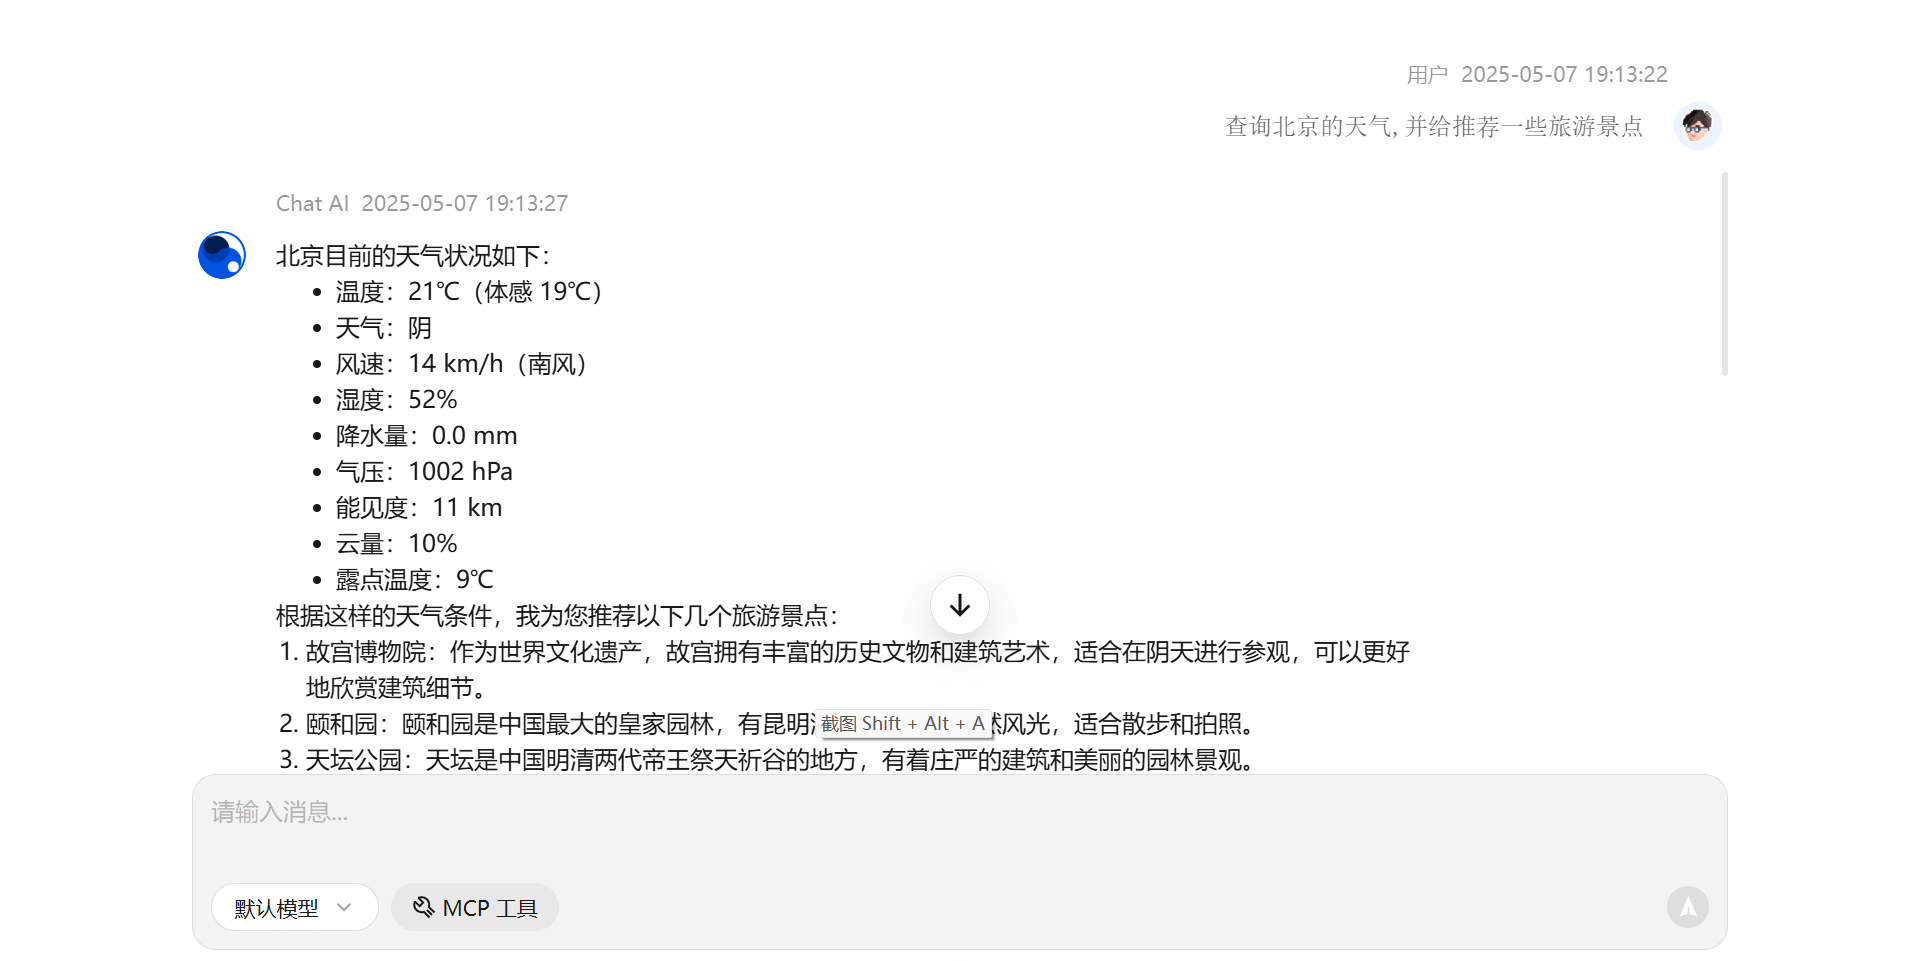 用户 2025-05-07 19:13:22
查询北京的天气,并给推荐一些旅游景点
Chat AI 2025-05-07 19:13:27
北京目前的天气状况如下：
• 温度：21℃（体感 19℃）
• 天气：阴
• 风速：14 km/h（南风）
• 湿度：52%
• 降水量：0.0 mm
• 气压：1002 hPa
• 能见度：11 km
• 云量：10%
• 露点温度：9℃
根据这样的天气条件，我为您推荐以下几个旅游景点：
1. 故宫博物院：作为世界文化遗产，故宫拥有丰富的历史文物和建筑艺术，适合在阴天进行参观，可以更好
地欣赏建筑细节。
2. 颐和园：颐和园是中国最大的皇家园林，有昆明 风光，适合散步和拍照。
截图 Shift + Alt + A
3. 天坛公园：天坛是中国明清两代帝王祭天祈谷的地方，有着庄严的建筑和美丽的园林景观。
请输入消息...
默认模型
MCP 工具